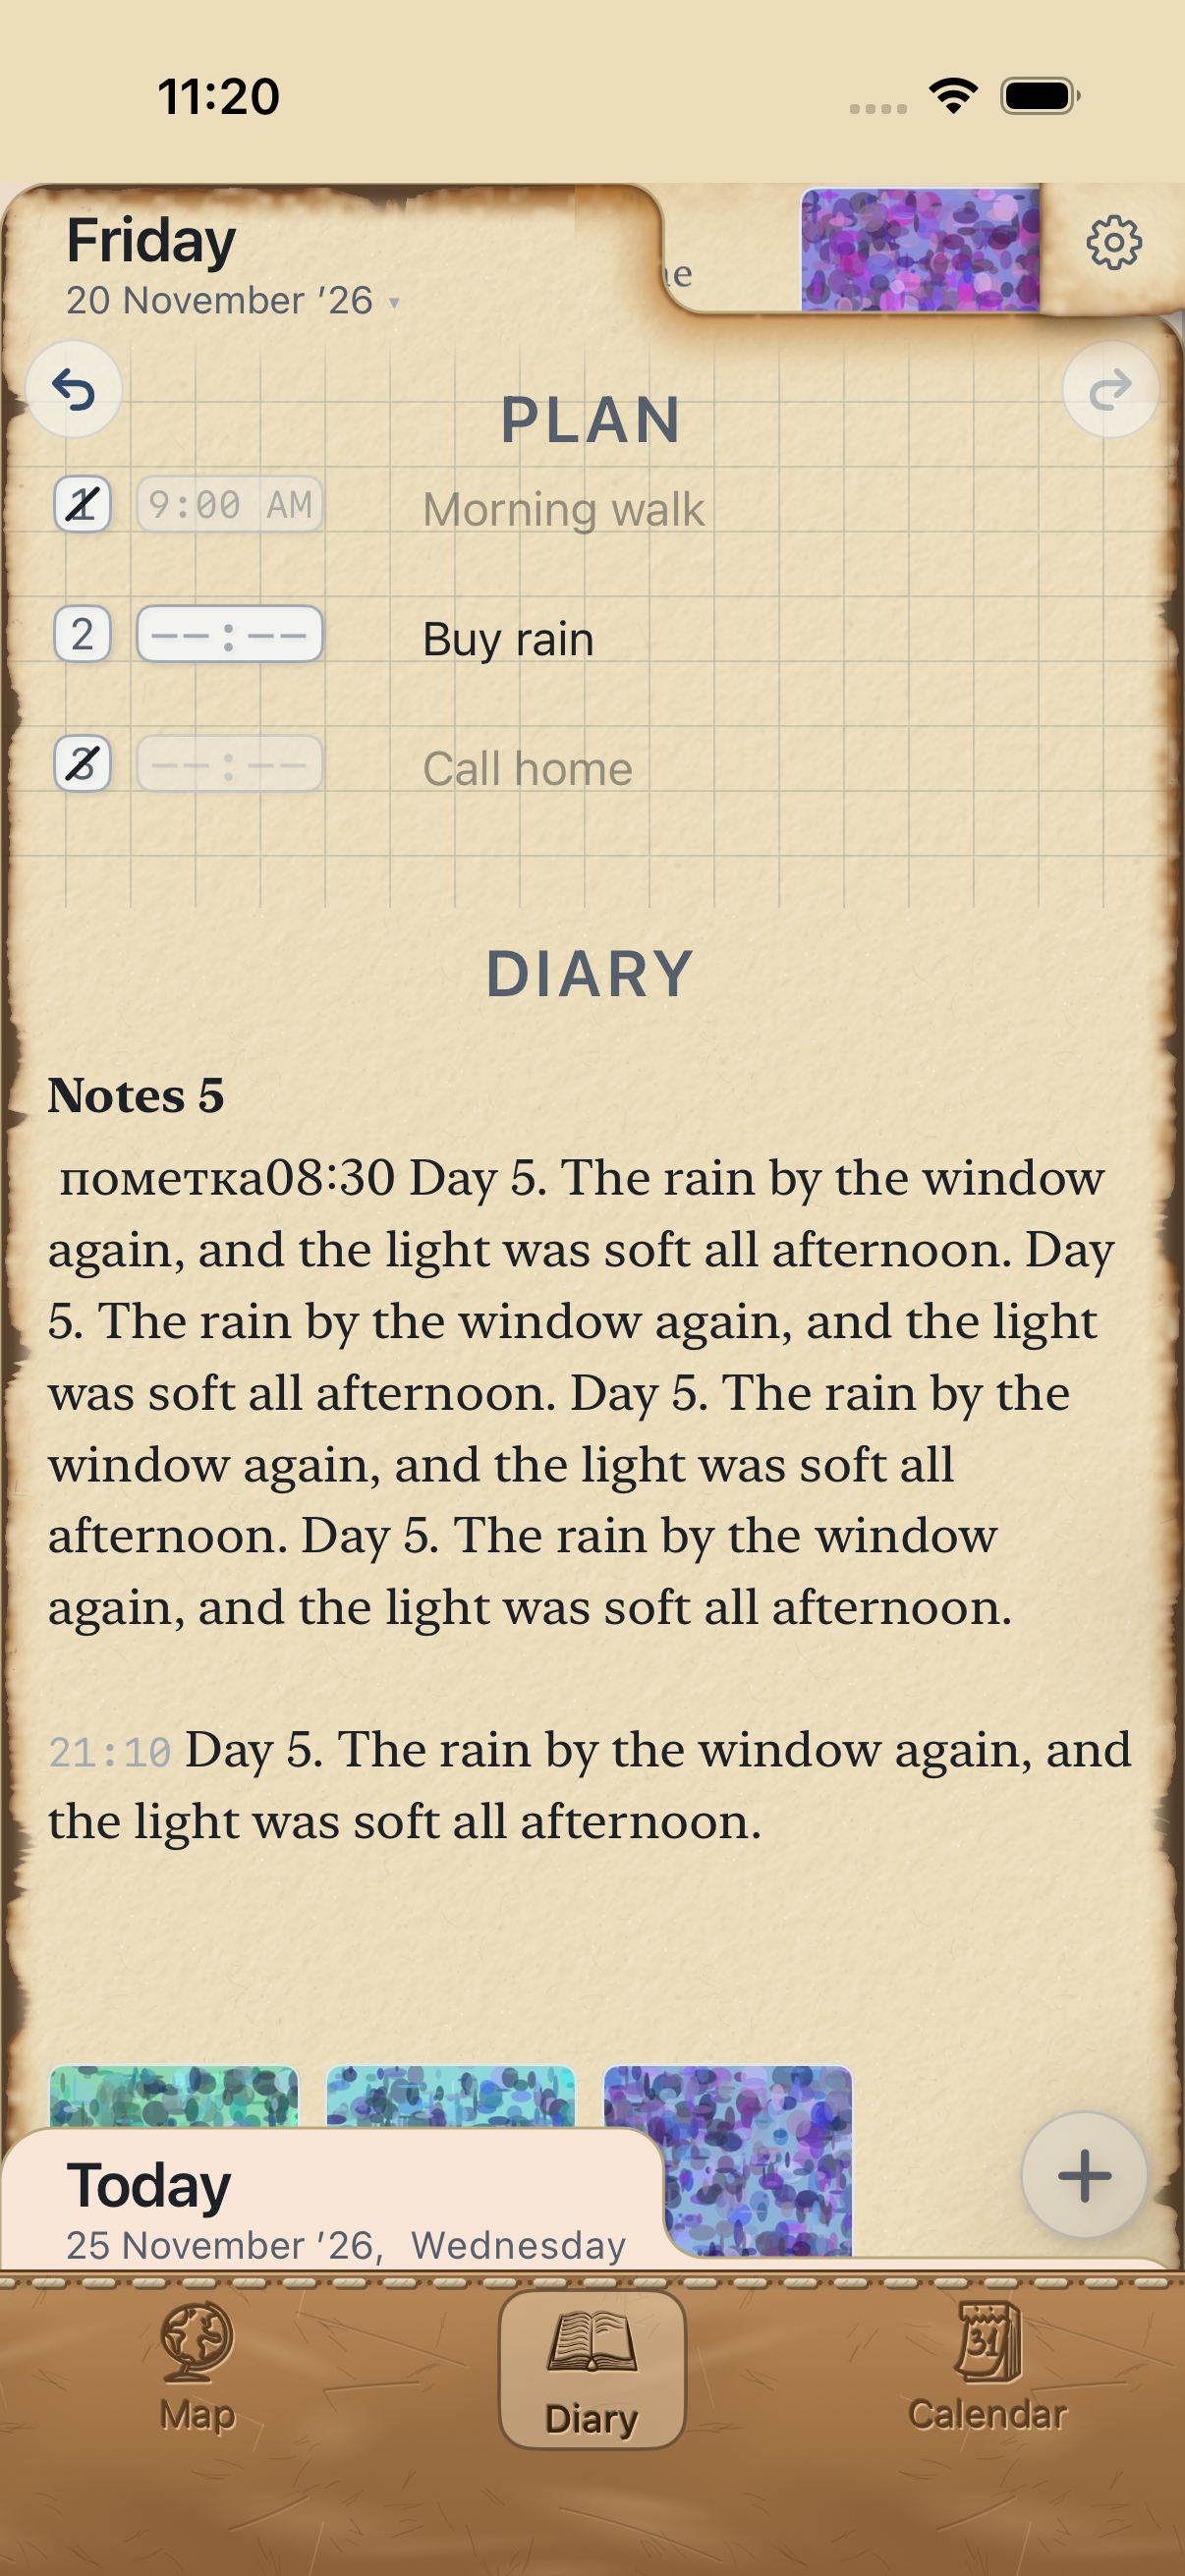 11:20
Friday
20 November ’26 ▾
PLAN
1 9:00 AM Morning walk
2 ––:–– Buy rain
3 ––:–– Call home
DIARY
Notes 5
пометка08:30 Day 5. The rain by the window
again, and the light was soft all afternoon. Day
5. The rain by the window again, and the light
was soft all afternoon. Day 5. The rain by the
window again, and the light was soft all
afternoon. Day 5. The rain by the window
again, and the light was soft all afternoon.
21:10 Day 5. The rain by the window again, and
the light was soft all afternoon.
Today
25 November ’26, Wednesday
31
Map
Diary
Calendar